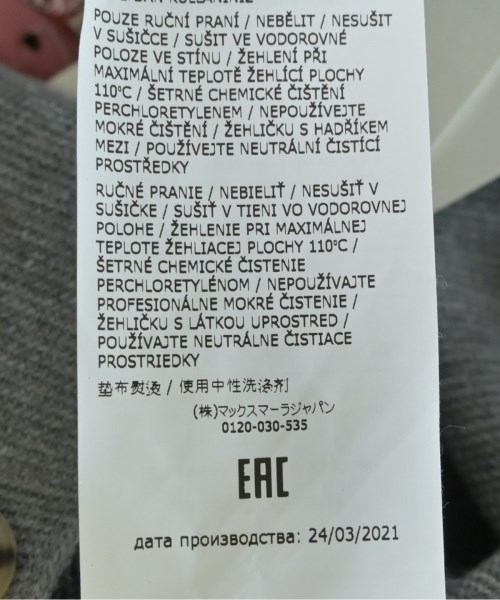 POUZE RUČNÍ PRANÍ / NEBĚLIT / NESUŠIT
V SUŠIČCE / SUŠIT VE VODOROVNÉ
POLOZE VE STÍNU / ŽEHLENÍ PŘI
MAXIMÁLNÍ TEPLOTĚ ŽEHLÍCÍ PLOCHY
110°C / ŠETRNÉ CHEMICKÉ ČIŠTĚNÍ
PERCHLORETYLENEM / NEPOUŽÍVEJTE
MOKRÉ ČIŠTĚNÍ / ŽEHLIČKU S HADŘÍKEM
MEZI / POUŽÍVEJTE NEUTRÁLNÍ ČISTÍCÍ
PROSTŘEDKY
RUČNÉ PRANIE / NEBIELIŤ / NESUŠIŤ V
SUŠIČKE / SUŠIŤ V TIENI VO VODOROVNEJ
POLOHE / ŽEHLENIE PRI MAXIMÁLNEJ
TEPLOTE ŽEHLIACEJ PLOCHY 110°C /
ŠETRNÉ CHEMICKÉ ČISTENIE
PERCHLORETYLÉNOM / NEPOUŽÍVAJTE
PROFESIONÁLNE MOKRÉ ČISTENIE /
ŽEHLIČKU S LÁTKOU UPROSTRED /
POUŽÍVAJTE NEUTRÁLNE ČISTIACE
PROSTRIEDKY
垫布熨烫 / 使用中性洗涤剂
(株)マックスマーラジャパン
0120-030-535
EAC
дата производства: 24/03/2021